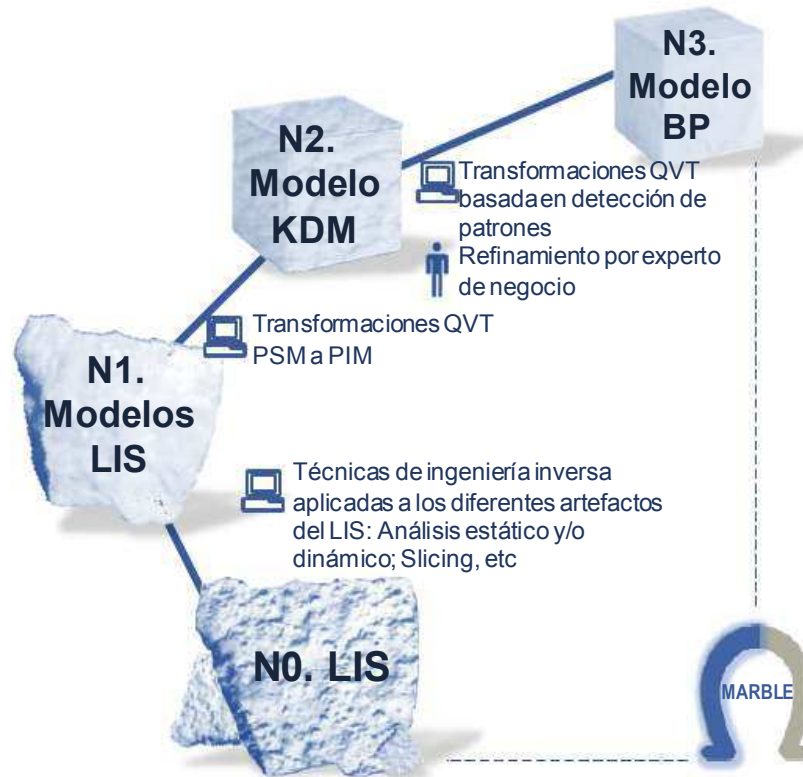 N3.
Modelo
BP
N2.
Modelo
KDM
Transformaciones QVT
basada en detección de
patrones
Refinamiento por experto
de negocio
Transformaciones QVT
PSM a PIM
N1.
Modelos
LIS
Técnicas de ingeniería inversa
aplicadas a los diferentes artefactos
del LIS: Análisis estático y/o
dinámico; Slicing, etc
N0. LIS
MARBLE